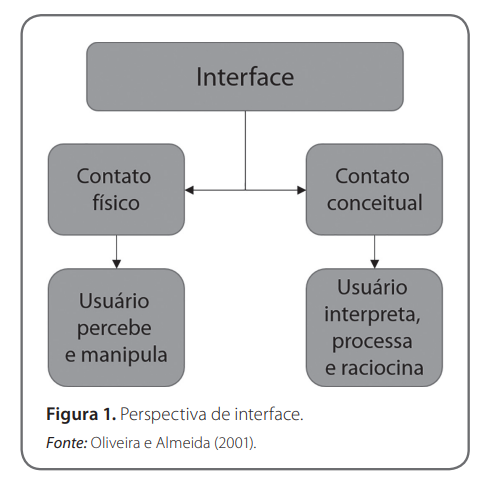 Interface
Contato
físico
Contato
conceitual
Usuário
percebe
e manipula
Usuário
interpreta,
processa
e raciocina
Figura 1. Perspectiva de interface.
Fonte: Oliveira e Almeida (2001).